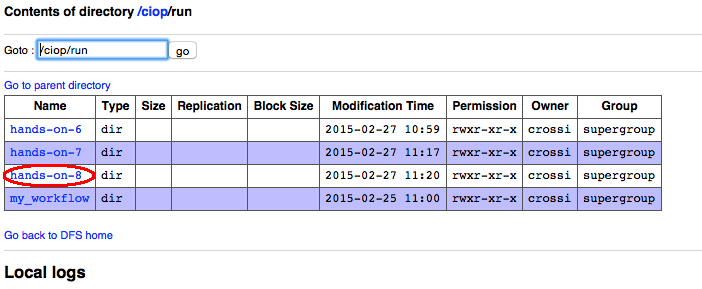 Contents of directory /ciop/run
Goto : /ciop/run go
Go to parent directory
Name Type Size Replication Block Size Modification Time Permission Owner Group
hands-on-6 dir 2015-02-27 10:59 rwxr-xr-x crossi supergroup
hands-on-7 dir 2015-02-27 11:17 rwxr-xr-x crossi supergroup
hands-on-8 dir 2015-02-27 11:20 rwxr-xr-x crossi supergroup
my_workflow dir 2015-02-25 11:00 rwxr-xr-x crossi supergroup
Go back to DFS home
Local logs